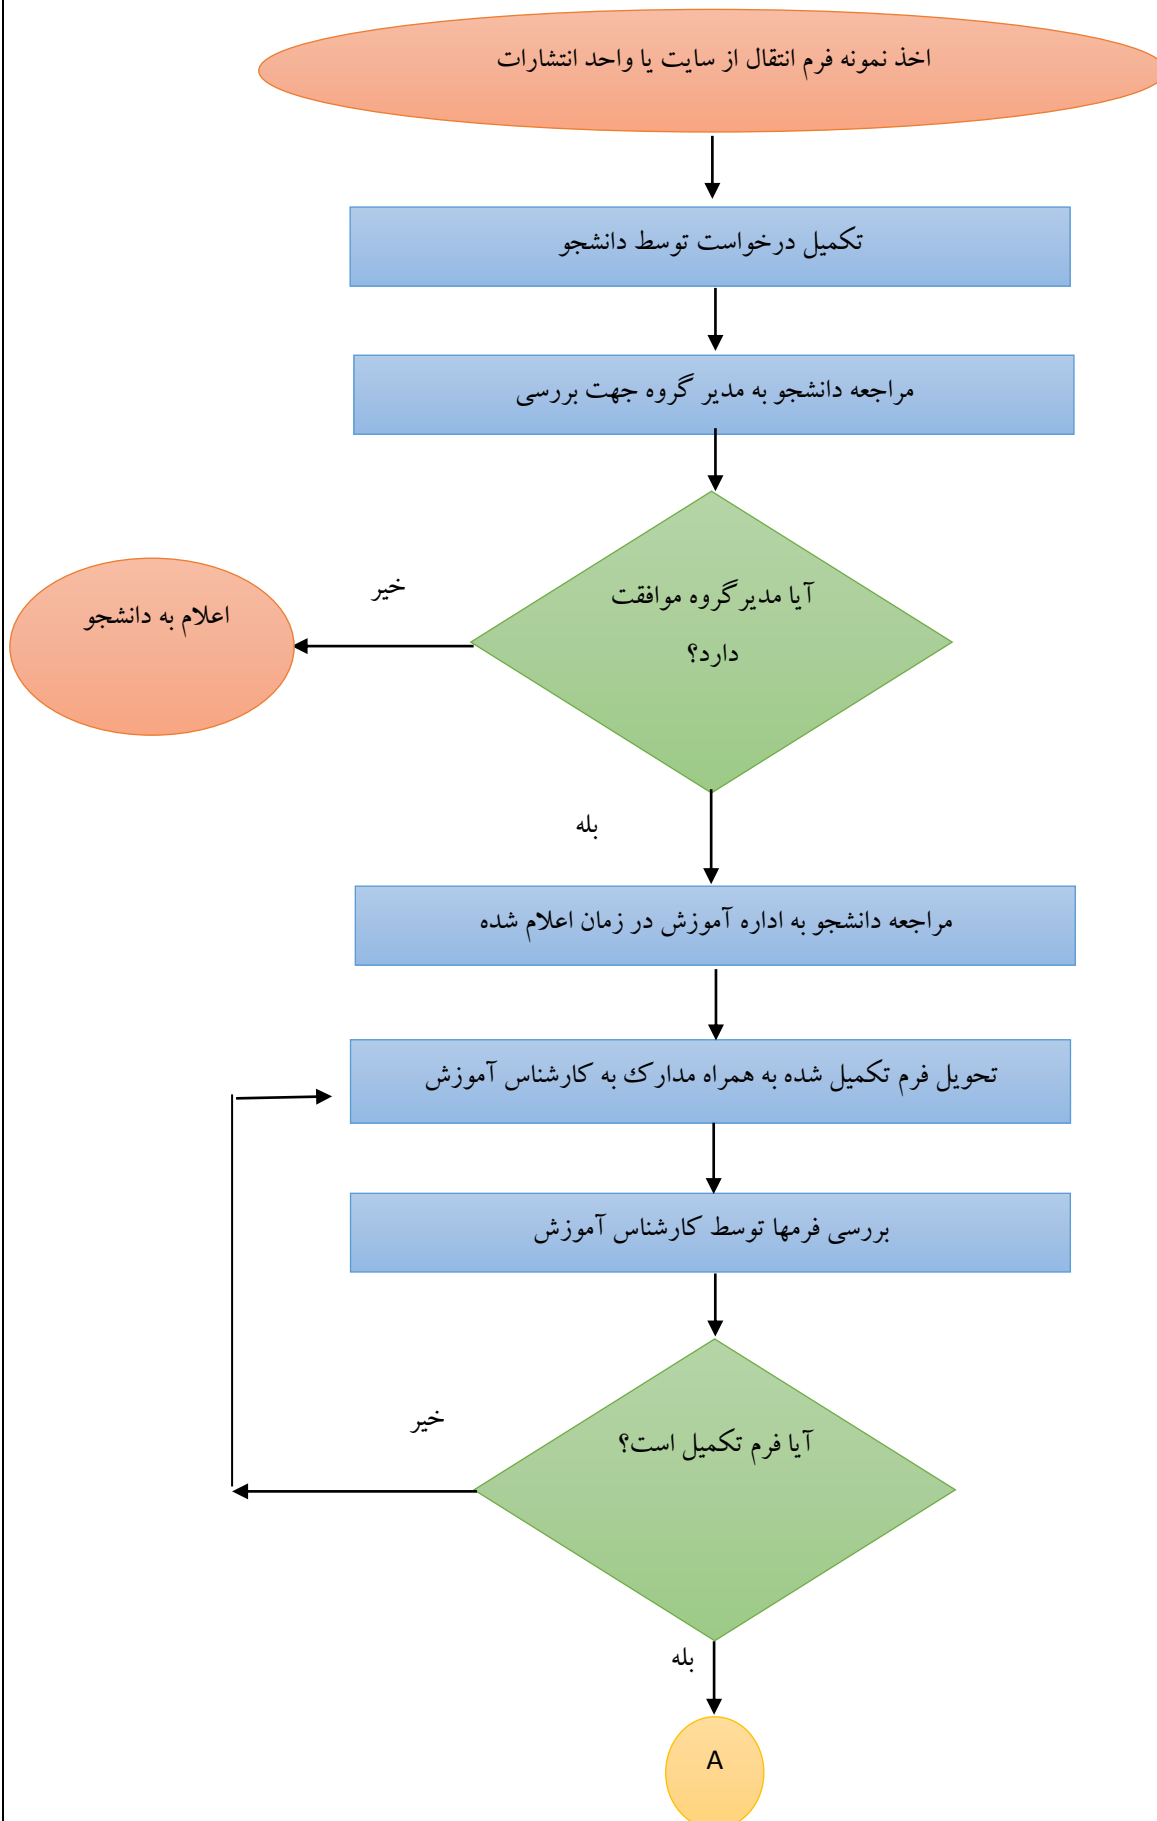 اخذ نمونه فرم انتقال از سایت یا واحد انتشارات
تکمیل درخواست توسط دانشجو
مراجعه دانشجو به مدیر گروه جهت بررسی
آیا مدیرگروه موافقت
دارد؟
خیر
اعلام به دانشجو
بله
مراجعه دانشجو به اداره آموزش در زمان اعلام شده
تحویل فرم تکمیل شده به همراه مدارک به کارشناس آموزش
بررسی فرمها توسط کارشناس آموزش
آیا فرم تکمیل است؟
خیر
بله
A